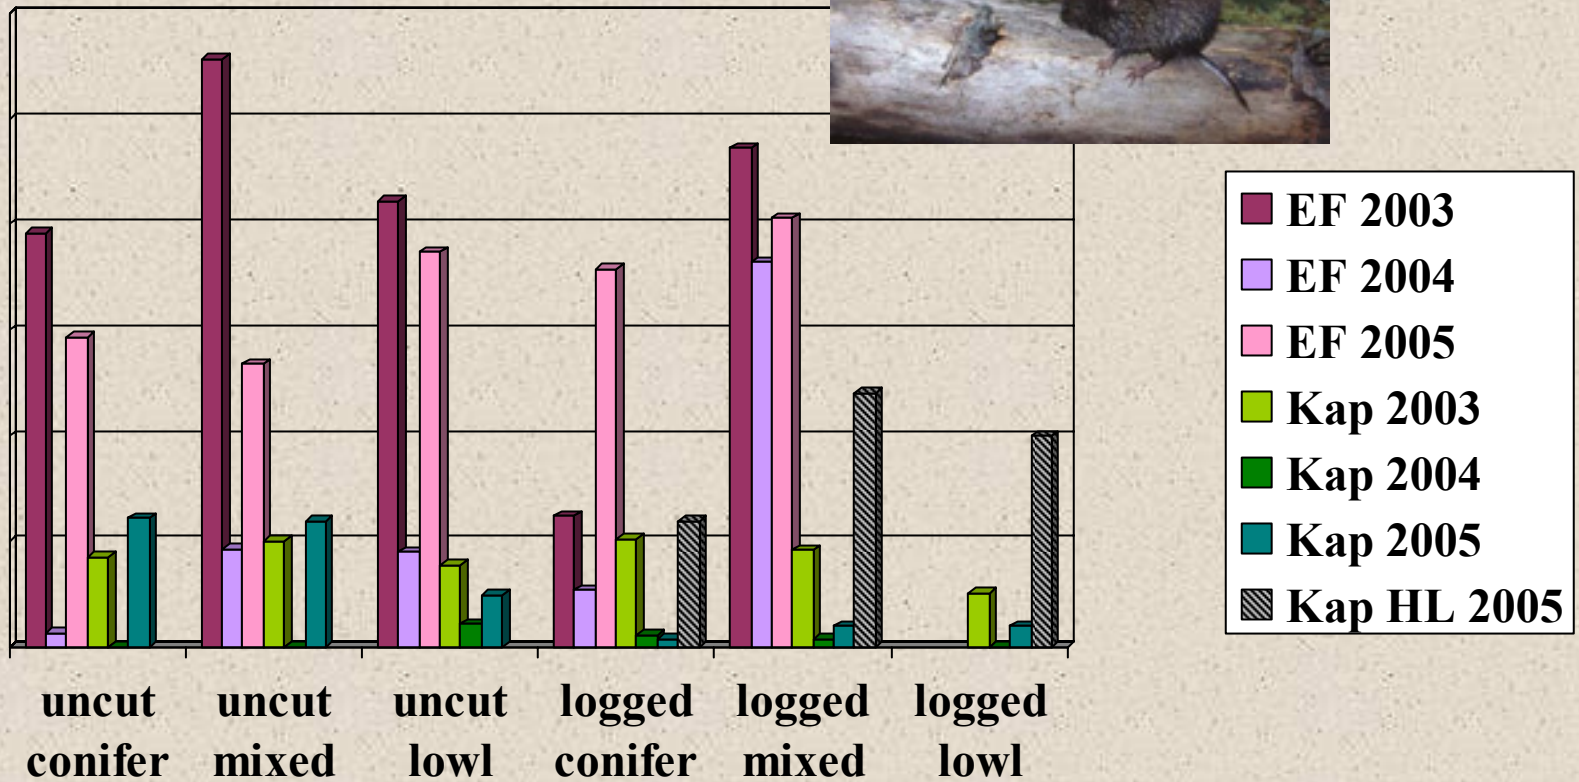 EF 2003
EF 2004
EF 2005
Kap 2003
Kap 2004
Kap 2005
Kap HL 2005
uncut conifer
uncut mixed
uncut lowl
logged conifer
logged mixed
logged lowl